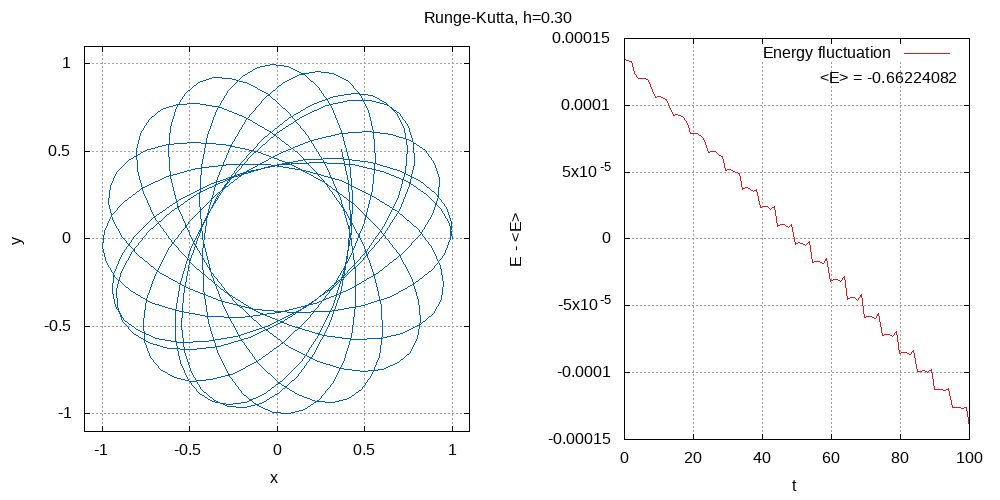 Runge-Kutta, h=0.30
1
0.5
0
-0.5
-1
y
-1
-0.5
0
0.5
1
x
0.00015
0.0001
5x10⁻⁵
0
-5x10⁻⁵
-0.0001
-0.00015
E - <E>
Energy fluctuation
<E> = -0.66224082
0
20
40
60
80
100
t